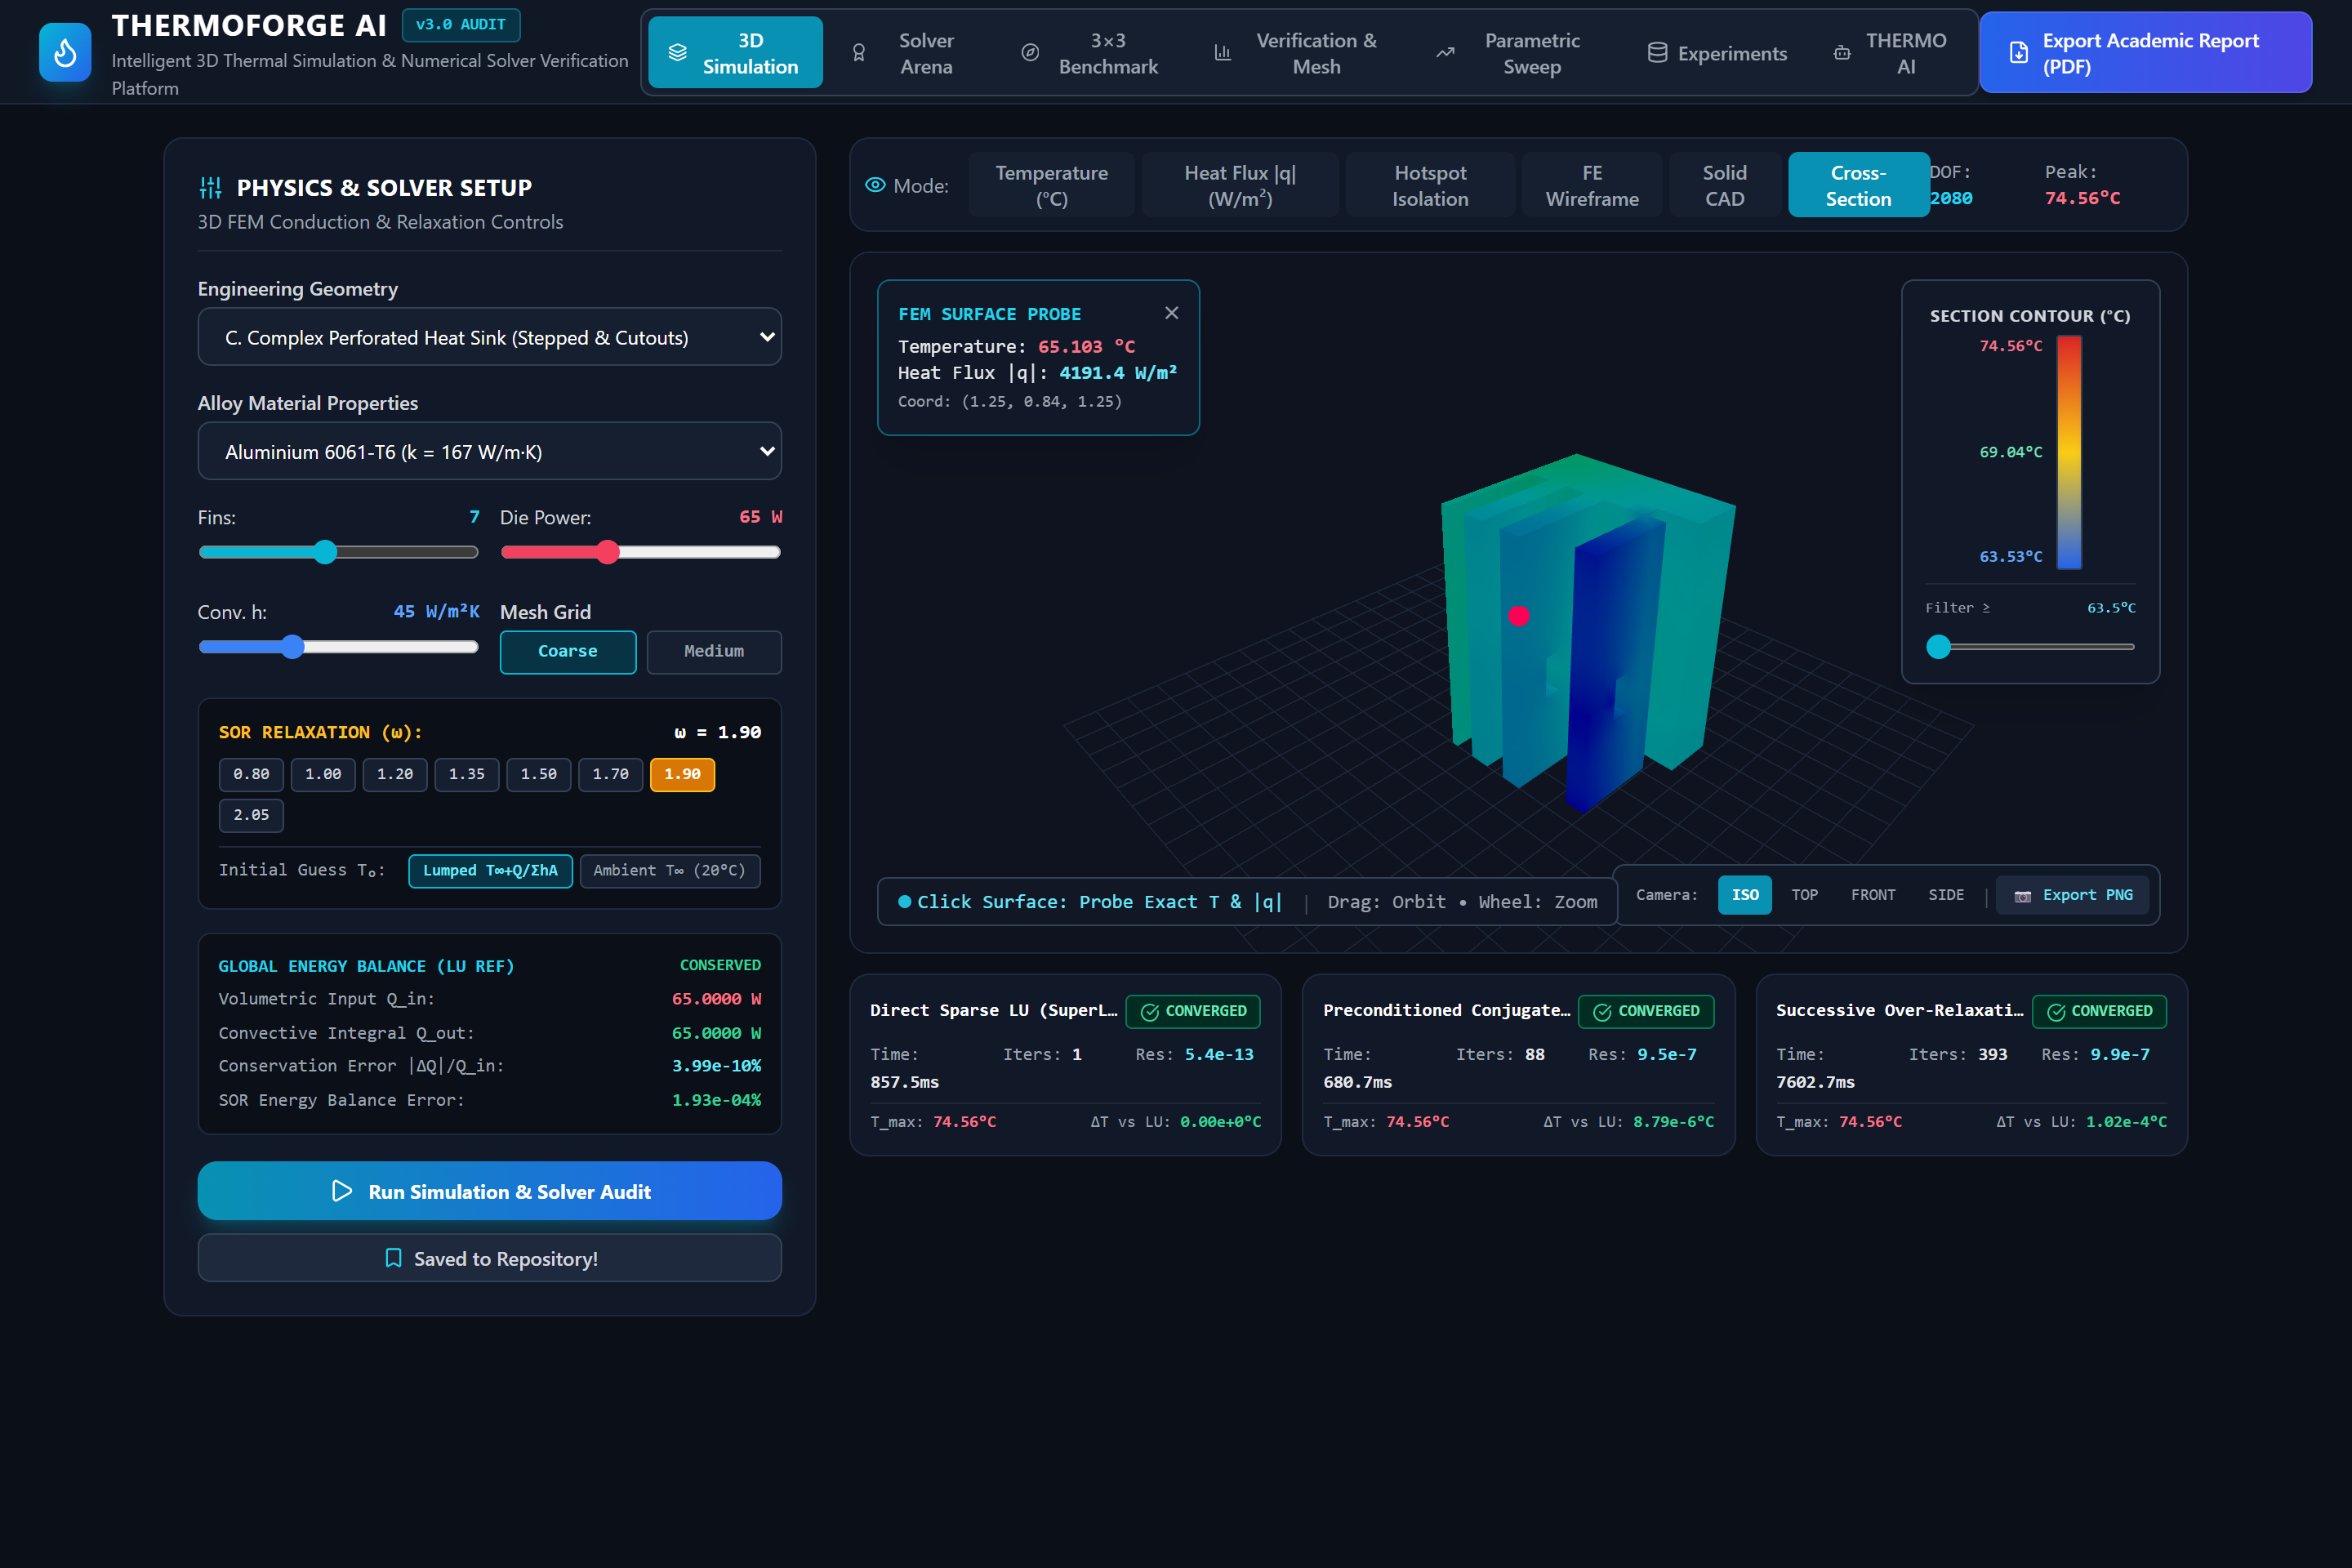 THERMOFORGE AI
v3.0 AUDIT
Intelligent 3D Thermal Simulation & Numerical Solver Verification
Platform
3D
Simulation
Solver
Arena
3×3
Benchmark
Verification &
Mesh
Parametric
Sweep
Experiments
THERMO
AI
Export Academic Report
(PDF)
PHYSICS & SOLVER SETUP
3D FEM Conduction & Relaxation Controls
Engineering Geometry
C. Complex Perforated Heat Sink (Stepped & Cutouts)
Alloy Material Properties
Aluminium 6061-T6 (k = 167 W/m·K)
Fins: 7
Die Power: 65 W
Conv. h: 45 W/m²K
Mesh Grid
Coarse
Medium
SOR RELAXATION (ω): ω = 1.90
0.80 1.00 1.20 1.35 1.50 1.70 1.90
2.05
Initial Guess T₀: Lumped T∞+Q/ΣhA Ambient T∞ (20°C)
GLOBAL ENERGY BALANCE (LU REF) CONSERVED
Volumetric Input Q_in: 65.0000 W
Convective Integral Q_out: 65.0000 W
Conservation Error |ΔQ|/Q_in: 3.99e-10%
SOR Energy Balance Error: 1.93e-04%
Run Simulation & Solver Audit
Saved to Repository!
Mode:
Temperature
(°C)
Heat Flux |q|
(W/m²)
Hotspot
Isolation
FE
Wireframe
Solid
CAD
Cross-
Section
DOF:
2080
Peak:
74.56°C
FEM SURFACE PROBE
Temperature: 65.103 °C
Heat Flux |q|: 4191.4 W/m²
Coord: (1.25, 0.84, 1.25)
SECTION CONTOUR (°C)
74.56°C
69.04°C
63.53°C
Filter ≥ 63.5°C
Click Surface: Probe Exact T & |q| | Drag: Orbit • Wheel: Zoom
Camera: ISO TOP FRONT SIDE | Export PNG
Direct Sparse LU (SuperL… CONVERGED
Time: Iters: 1 Res: 5.4e-13
857.5ms
T_max: 74.56°C ΔT vs LU: 0.00e+0°C
Preconditioned Conjugate… CONVERGED
Time: Iters: 88 Res: 9.5e-7
680.7ms
T_max: 74.56°C ΔT vs LU: 8.79e-6°C
Successive Over-Relaxati… CONVERGED
Time: Iters: 393 Res: 9.9e-7
7602.7ms
T_max: 74.56°C ΔT vs LU: 1.02e-4°C